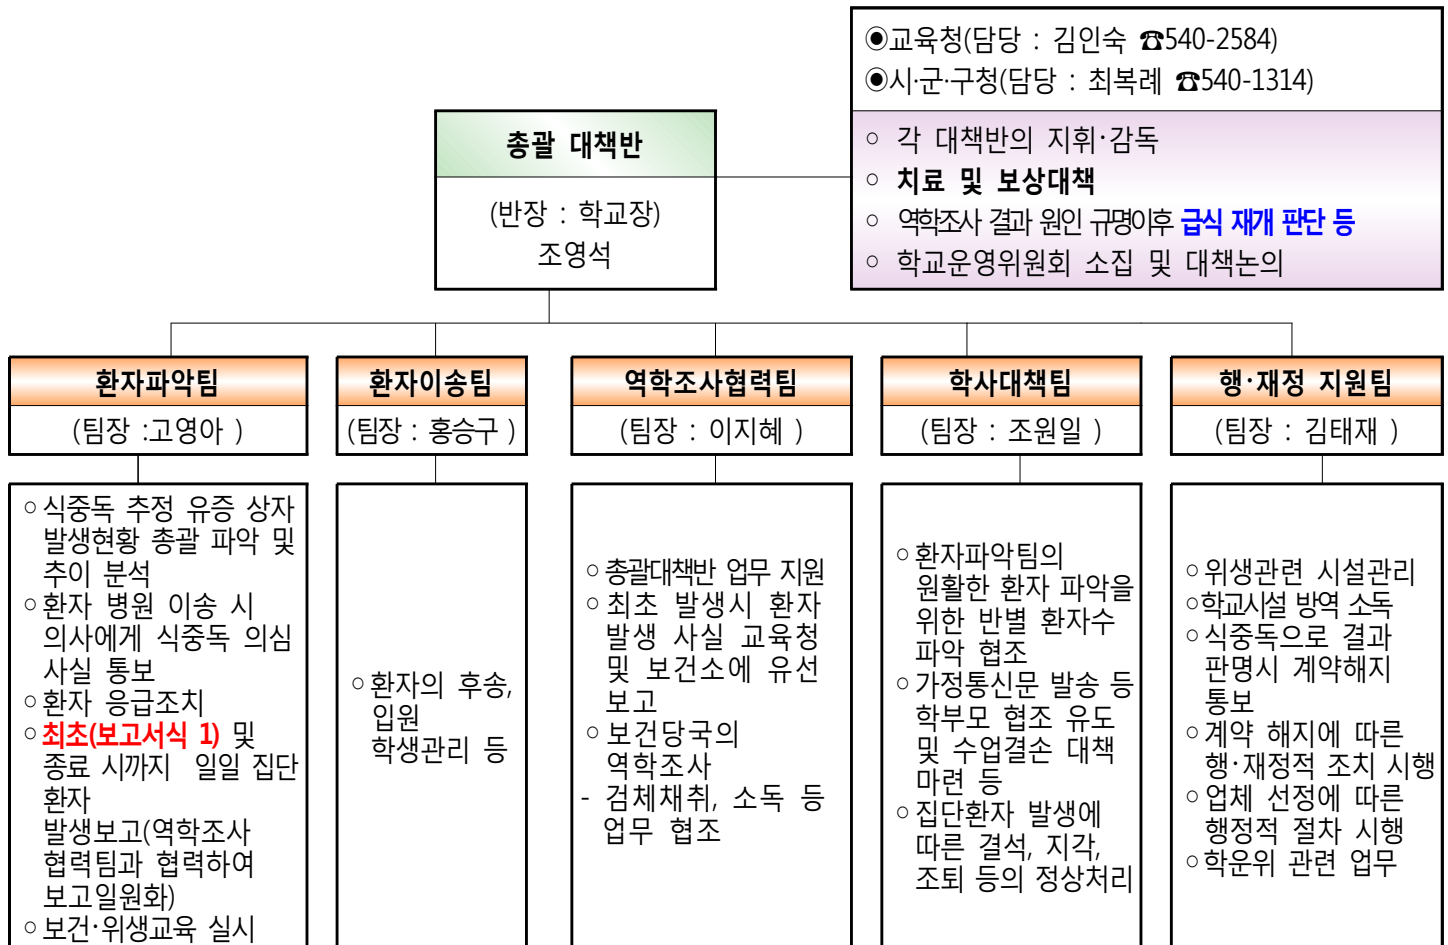 ◉교육청(담당 : 김인숙 ☎540-2584)
◉시·군·구청(담당 : 최복례 ☎540-1314)
○ 각 대책반의 지휘·감독
○ 치료 및 보상대책
○ 역학조사 결과 원인 규명이후 급식 재개 판단 등
○ 학교운영위원회 소집 및 대책논의
총괄 대책반
(반장 : 학교장)
조영석
환자파악팀
(팀장 :고영아 )
○식중독 추정 유증 상자
발생현황 총괄 파악 및
추이 분석
○환자 병원 이송 시
의사에게 식중독 의심
사실 통보
○환자 응급조치
○최초(보고서식 1) 및
종료 시까지 일일 집단
환자
발생보고(역학조사
협력팀과 협력하여
보고일원화)
○보건·위생교육 실시
환자이송팀
(팀장 : 홍승구 )
○환자의 후송,
입원
학생관리 등
역학조사협력팀
(팀장 : 이지혜 )
○총괄대책반 업무 지원
○최초 발생시 환자
발생 사실 교육청
및 보건소에 유선
보고
○보건당국의
역학조사
- 검체채취, 소독 등
업무 협조
학사대책팀
(팀장 : 조원일 )
○환자파악팀의
원활한 환자 파악을
위한 반별 환자수
파악 협조
○가정통신문 발송 등
학부모 협조 유도
및 수업결손 대책
마련 등
○집단환자 발생에
따른 결석, 지각,
조퇴 등의 정상처리
행·재정 지원팀
(팀장 : 김태재 )
○위생관련 시설관리
○학교시설 방역 소독
○식중독으로 결과
판명시 계약해지
통보
○계약 해지에 따른
행·재정적 조치 시행
○업체 선정에 따른
행정적 절차 시행
○학운위 관련 업무